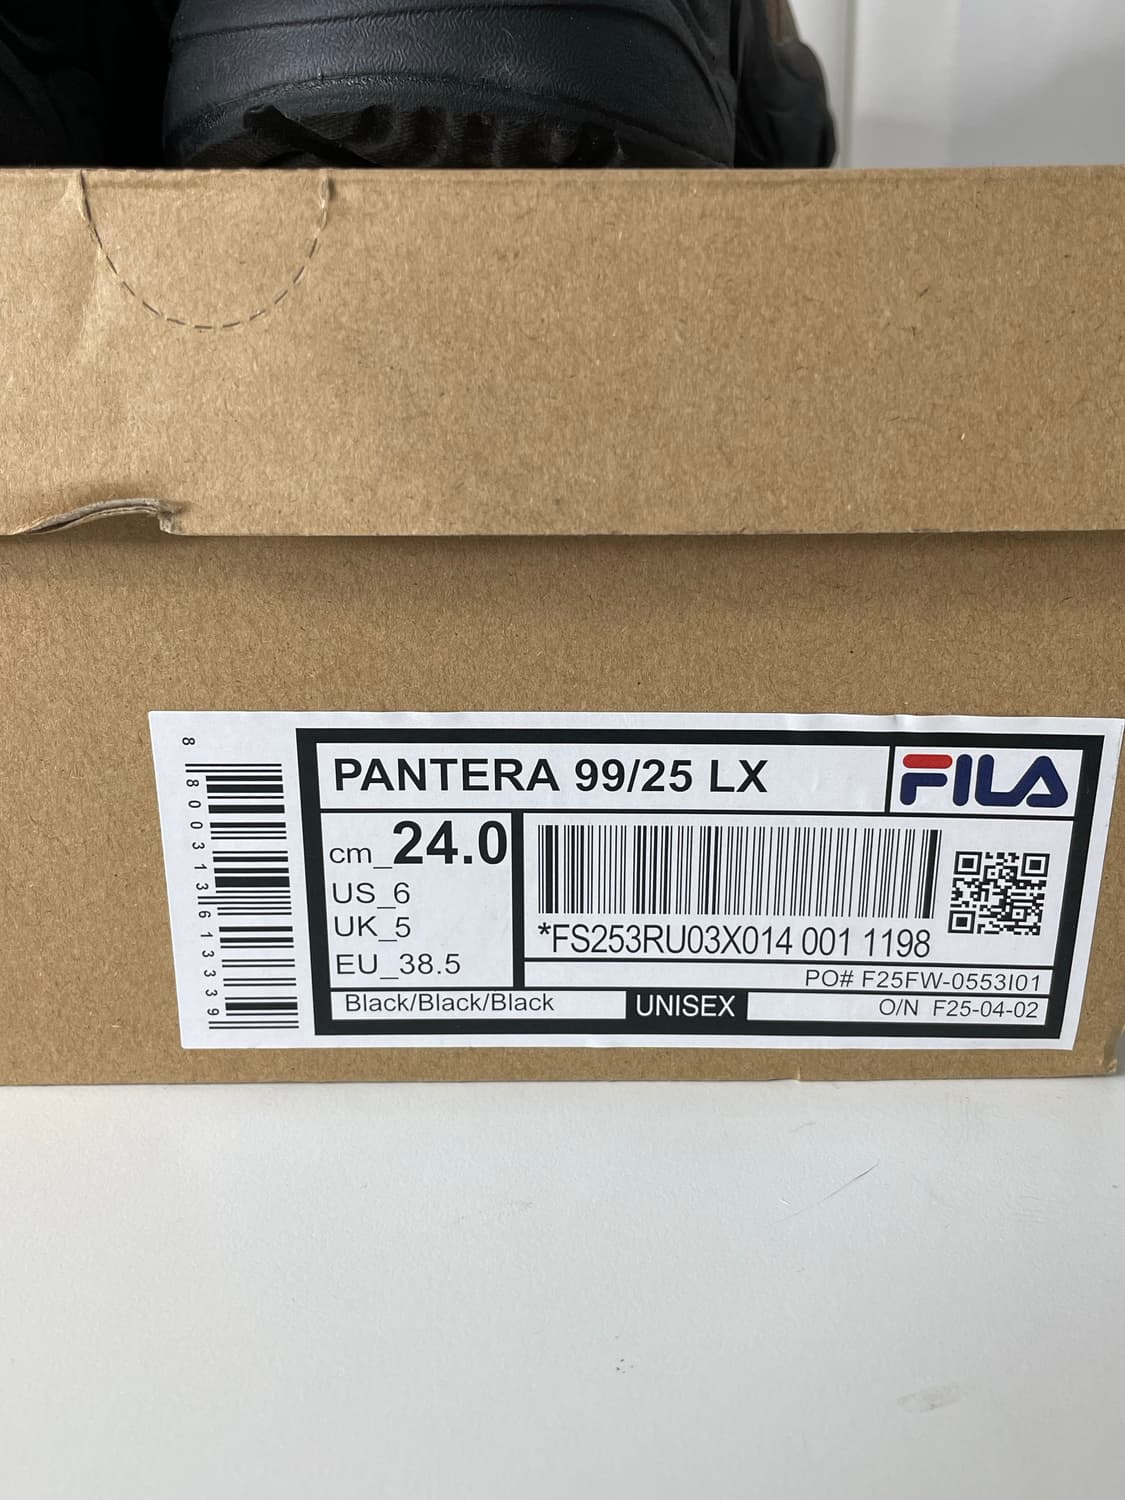 PANTERA 99/25 LX
FILA
cm_24.0
US_6
UK_5
EU_38.5
*FS253RU03X014 001 1198
PO# F25FW-0553I01
Black/Black/Black
UNISEX
O/N F25-04-02
8 800313 613339